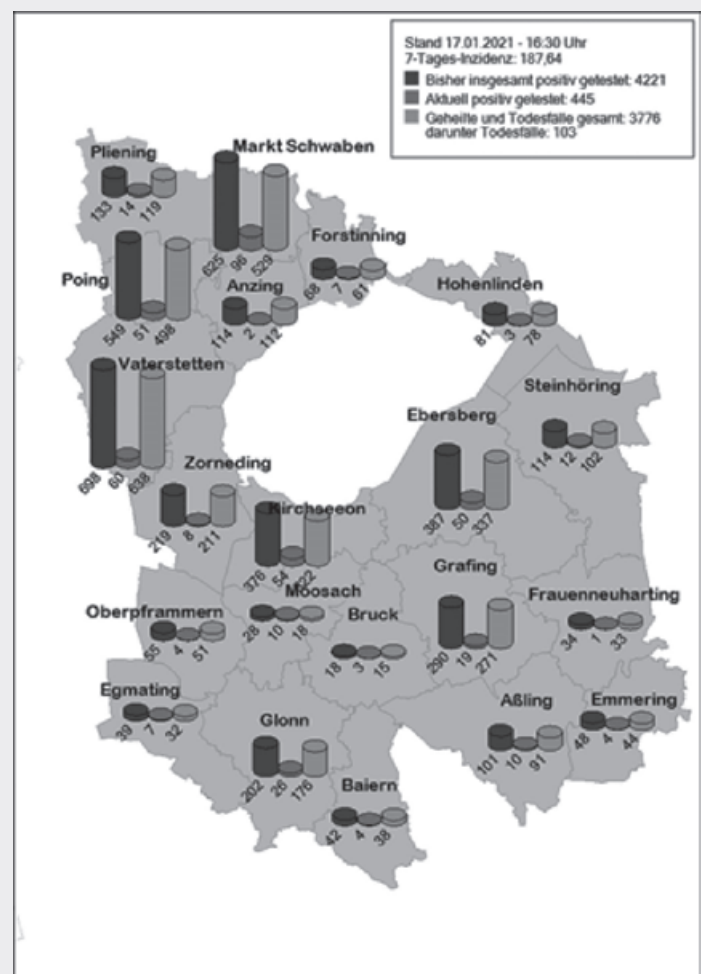 Stand 17.01.2021 - 16:30 Uhr
7-Tages-Inzidenz: 187,64
Bisher insgesamt positiv getestet: 4221
Aktuell positiv getestet: 445
Geheilte und Todesfälle gesamt: 3776
darunter Todesfälle: 103
Pliening
133 14 119
Markt Schwaben
625 96 529
Forstinning
68 7 61
Poing
549 51 498
Anzing
114 2 112
Hohenlinden
81 3 78
Vaterstetten
698 60 638
Steinhöring
114 12 102
Ebersberg
387 50 337
Zorneding
219 8 211
Kirchseeon
376 54 322
Grafing
290 19 271
Moosach
28 10 18
Bruck
18 3 15
Frauenneuharting
34 1 33
Oberpframmern
55 4 51
Egmating
39 7 32
Glonn
202 26 176
Aßling
101 10 91
Emmering
48 4 44
Baiern
42 4 38